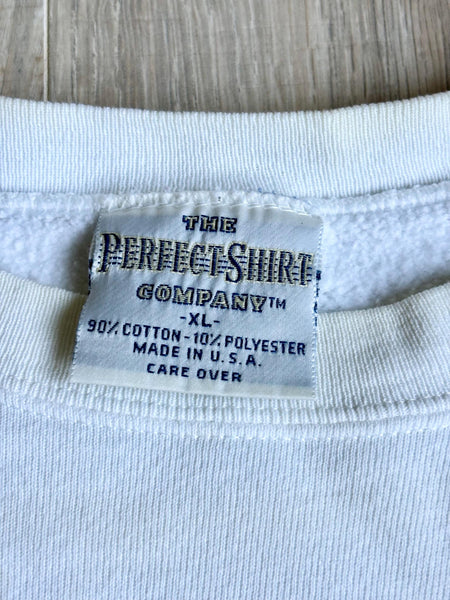 THE
PERFECT SHIRT
COMPANY™
-XL-
90% COTTON-10% POLYESTER
MADE IN U.S.A.
CARE OVER